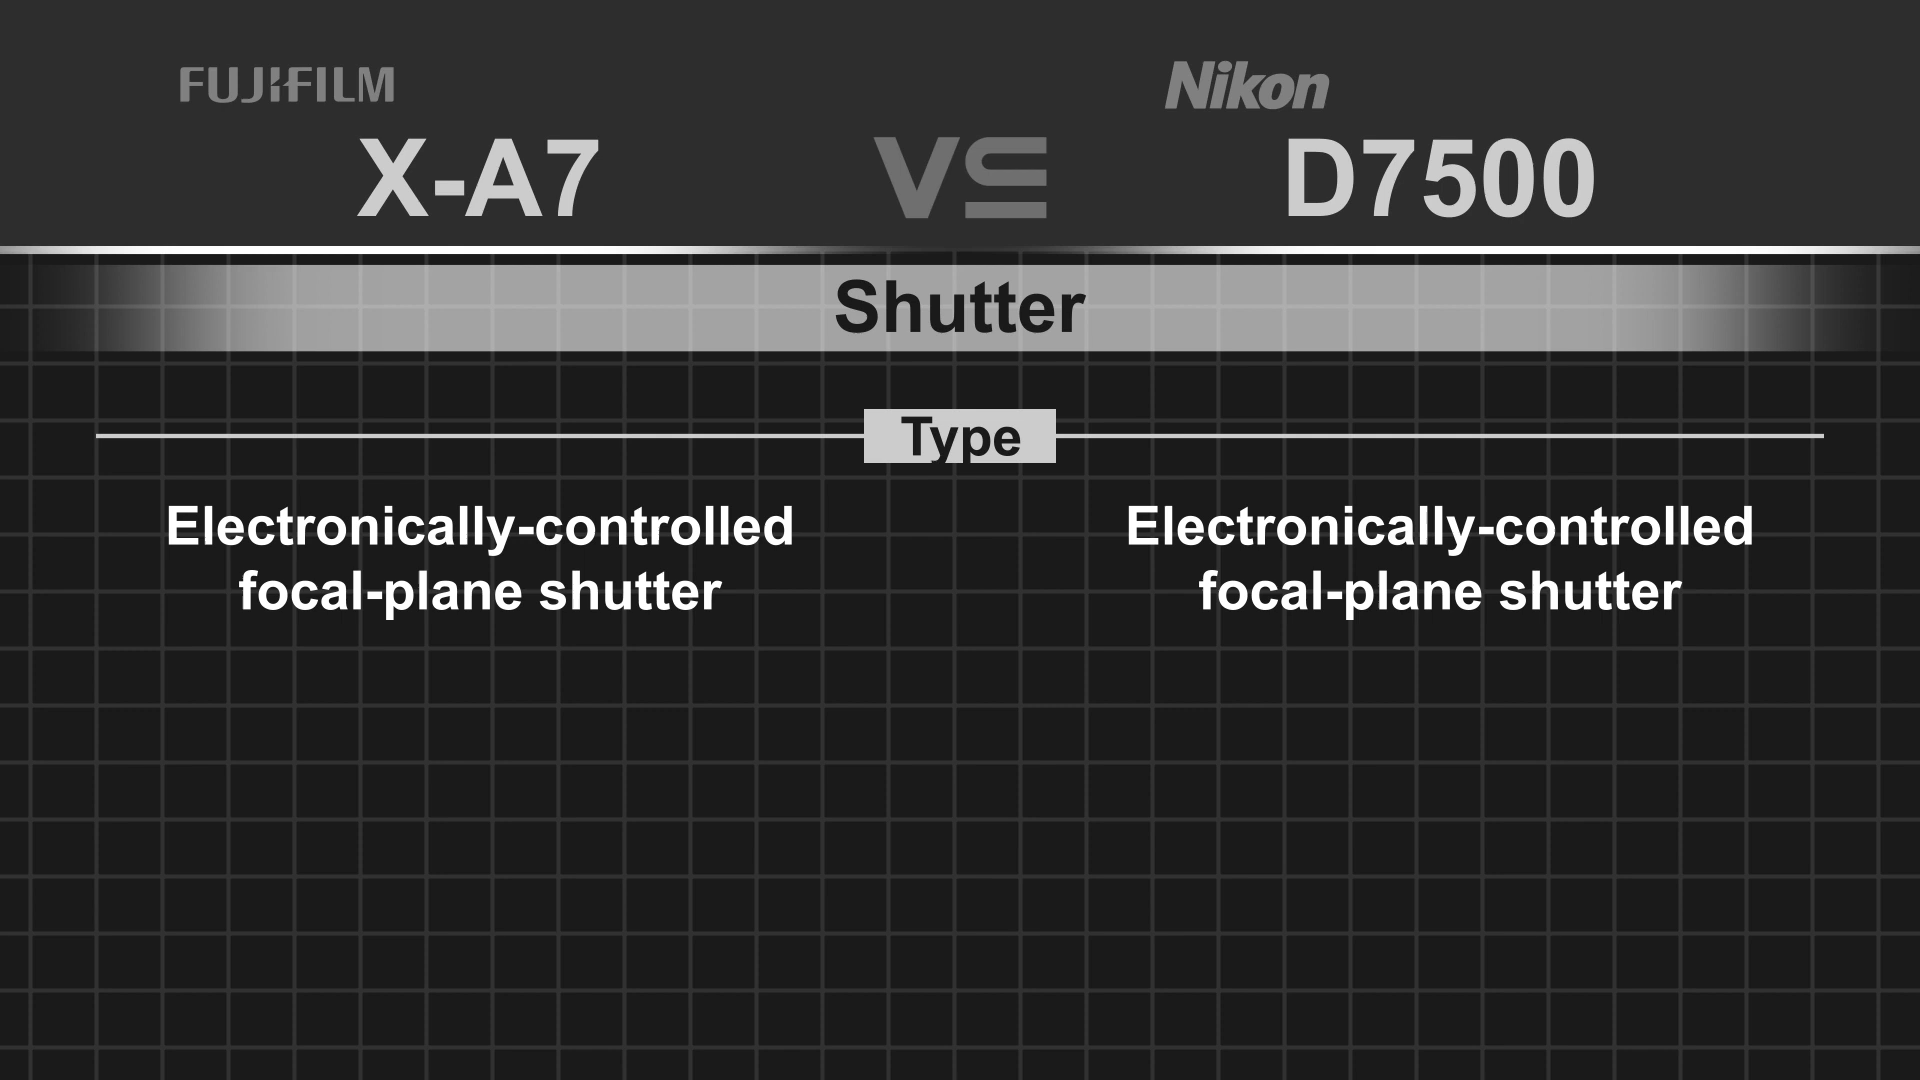 FUJIFILM
Nikon
X-A7
VS
D7500
Shutter
Type
Electronically-controlled
focal-plane shutter
Electronically-controlled
focal-plane shutter